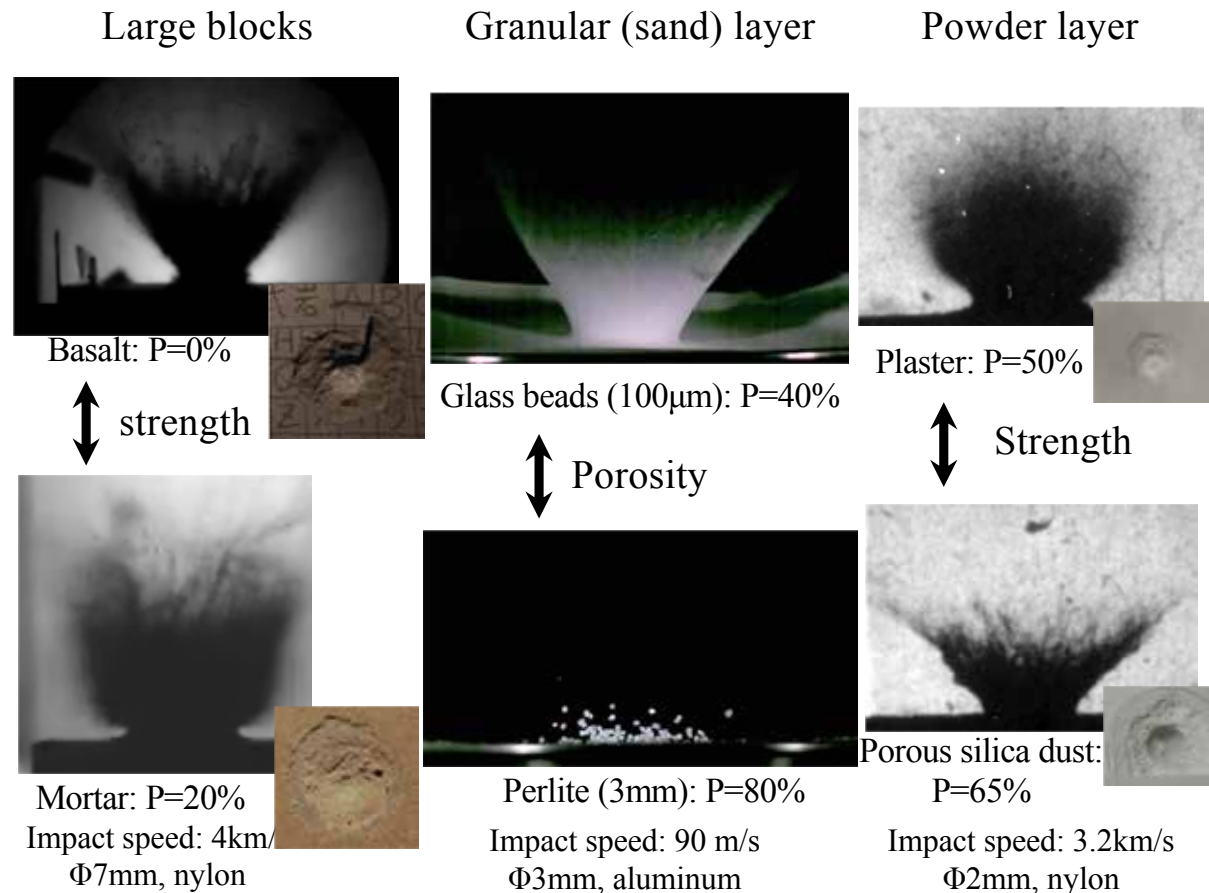 Large blocks
Granular (sand) layer
Powder layer
Basalt: P=0%
Glass beads (100μm): P=40%
Plaster: P=50%
strength
Porosity
Strength
Mortar: P=20%
Impact speed: 4km/
Φ7mm, nylon
Perlite (3mm): P=80%
Impact speed: 90 m/s
Φ3mm, aluminum
Porous silica dust:
P=65%
Impact speed: 3.2km/s
Φ2mm, nylon